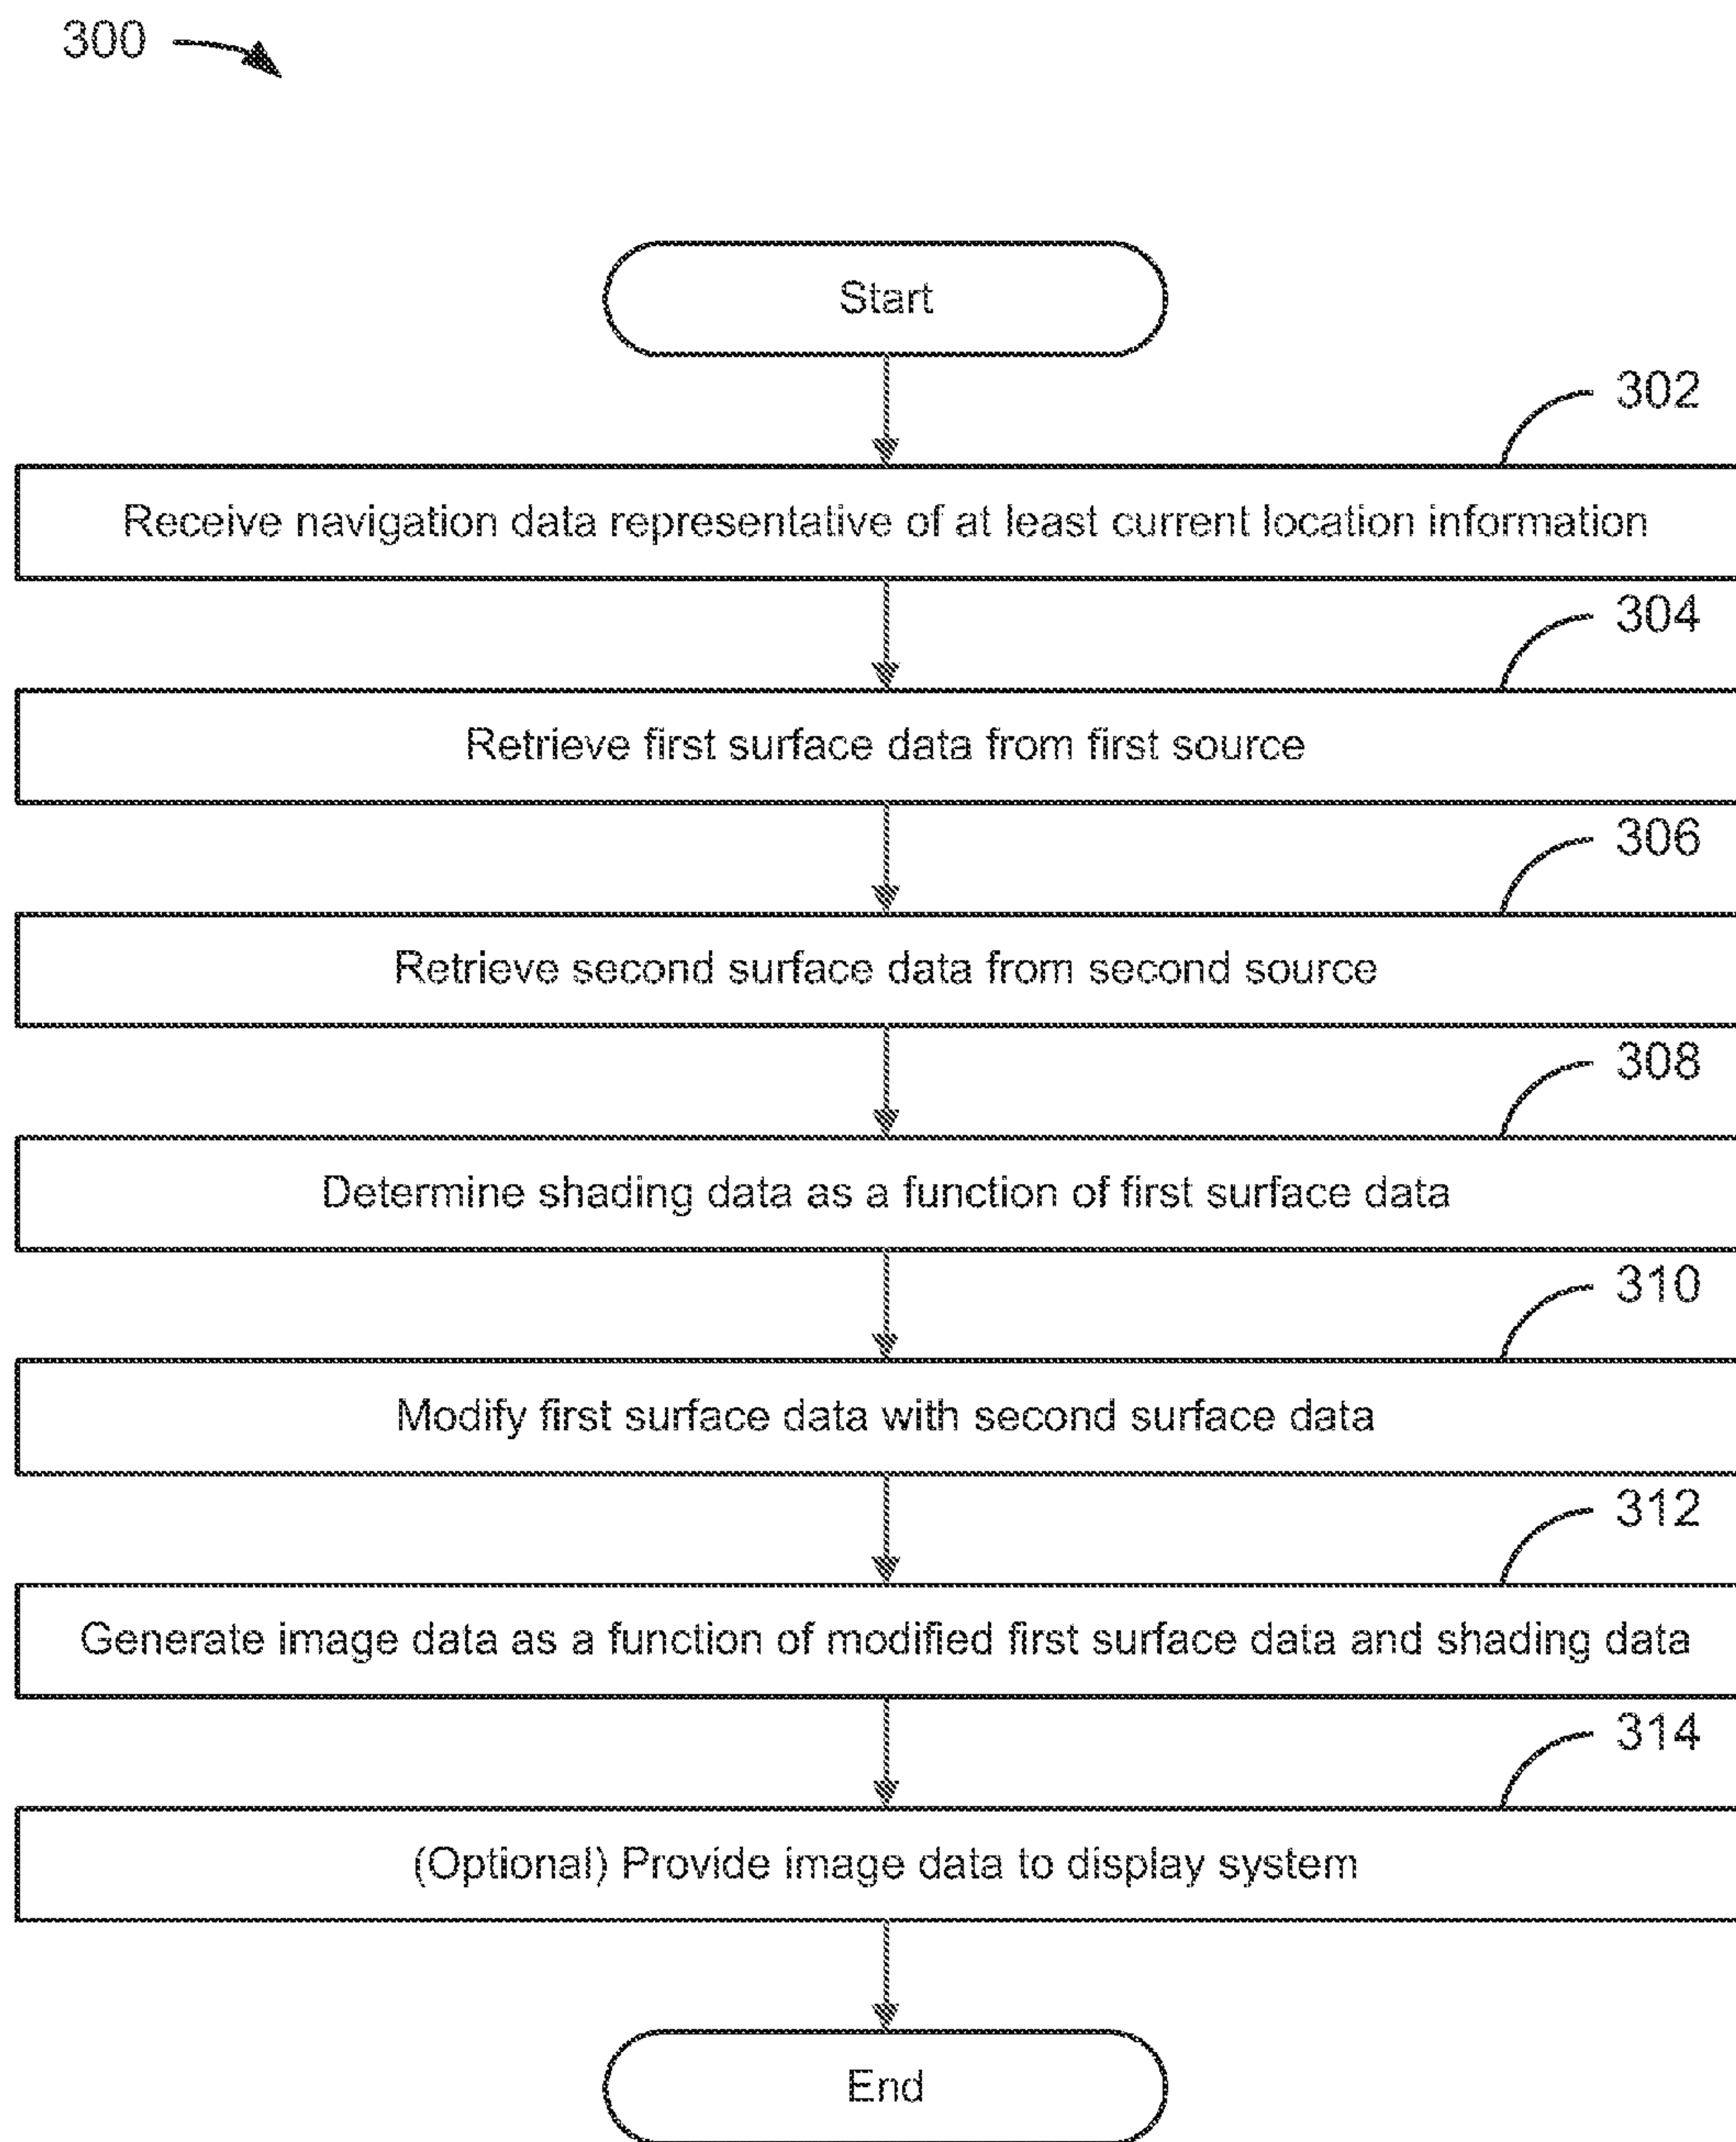 300
Start
302
Receive navigation data representative of at least current location information
304
Retrieve first surface data from first source
306
Retrieve second surface data from second source
308
Determine shading data as a function of first surface data
310
Modify first surface data with second surface data
312
Generate image data as a function of modified first surface data and shading data
314
(Optional) Provide image data to display system
End